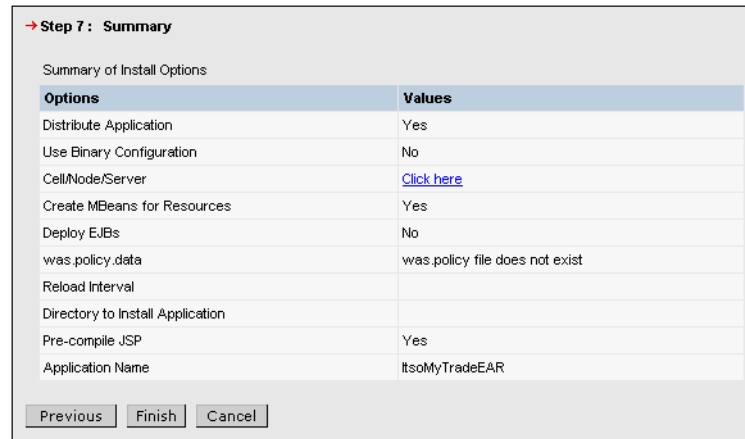 → Step 7 : Summary
Summary of Install Options
Options Values
Distribute Application Yes
Use Binary Configuration No
Cell/Node/Server Click here
Create MBeans for Resources Yes
Deploy EJBs No
was.policy.data was.policy file does not exist
Reload Interval
Directory to Install Application
Pre-compile JSP Yes
Application Name ItsoMyTradeEAR
Previous Finish Cancel